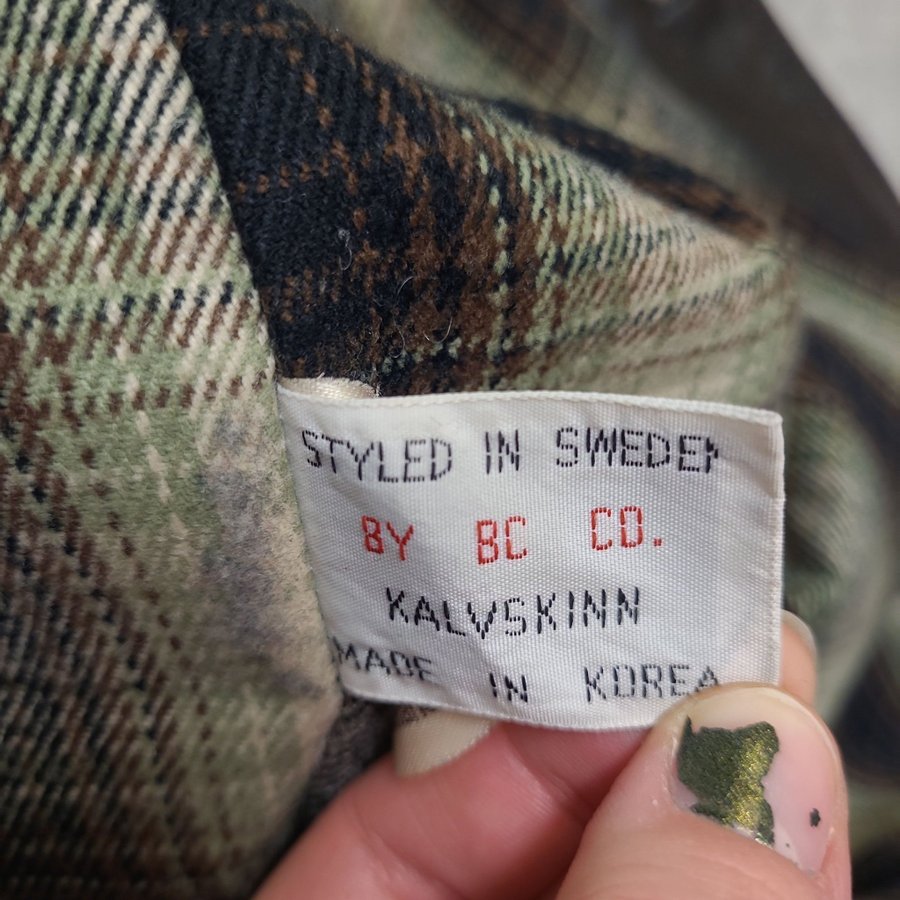 STYLED IN SWEDEN
BY BC CO.
KALVSKINN
MADE IN KOREA